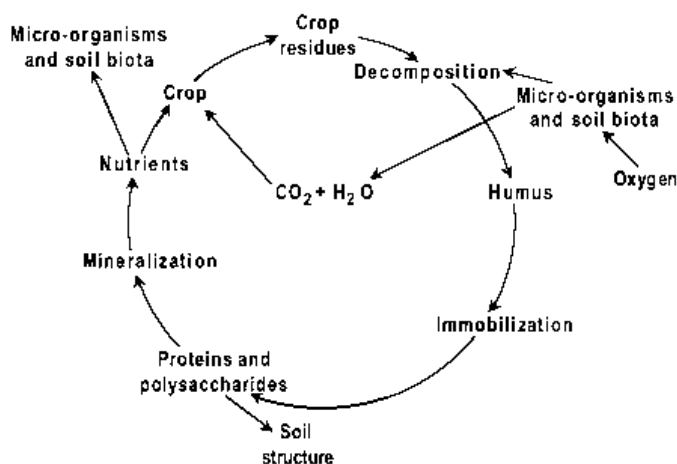 Micro-organisms
and soil biota
Crop
residues
Crop
Decomposition
Micro-organisms
and soil biota
Nutrients
CO₂ + H₂O
Humus
Oxygen
Mineralization
Immobilization
Proteins and
polysaccharides
Soil
structure